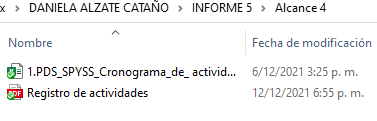 x > DANIELA ALZATE CATAÑO > INFORME 5 > Alcance 4
Nombre Fecha de modificación
1.PDS_SPYSS_Cronograma_de_ activid... 6/12/2021 3:25 p. m.
Registro de actividades 12/12/2021 6:55 p. m.